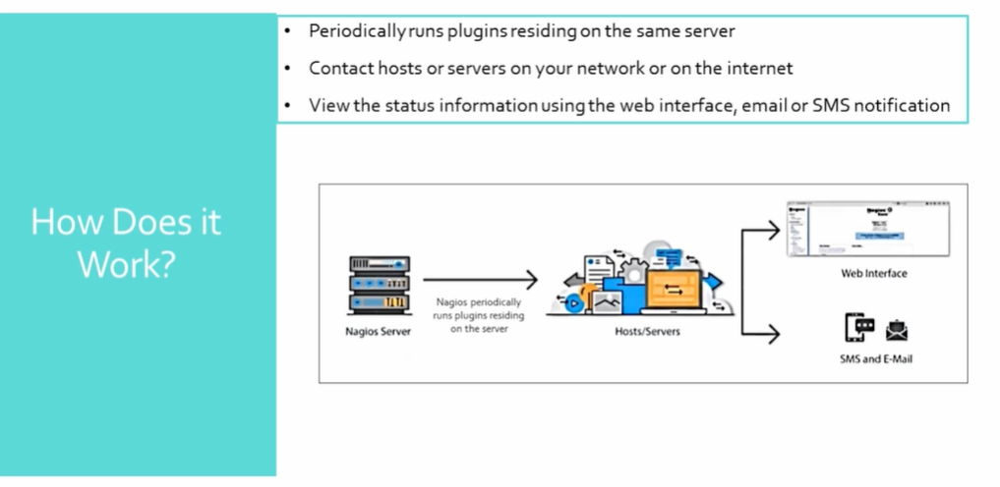 How Does it
Work?
• Periodically runs plugins residing on the same server
• Contact hosts or servers on your network or on the internet
• View the status information using the web interface, email or SMS notification
Nagios Server
Nagios periodically
runs plugins residing
on the server
Hosts/Servers
Nagios
Nagios
Web Interface
SMS and E-Mail